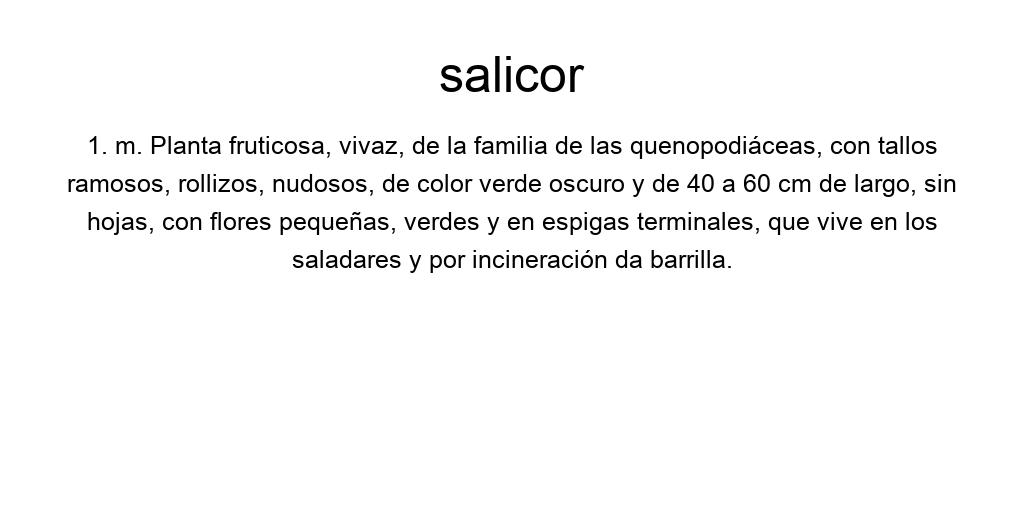 salicor
1. m. Planta fruticosa, vivaz, de la familia de las quenopodiáceas, con tallos
ramosos, rollizos, nudosos, de color verde oscuro y de 40 a 60 cm de largo, sin
hojas, con flores pequeñas, verdes y en espigas terminales, que vive en los
saladares y por incineración da barrilla.